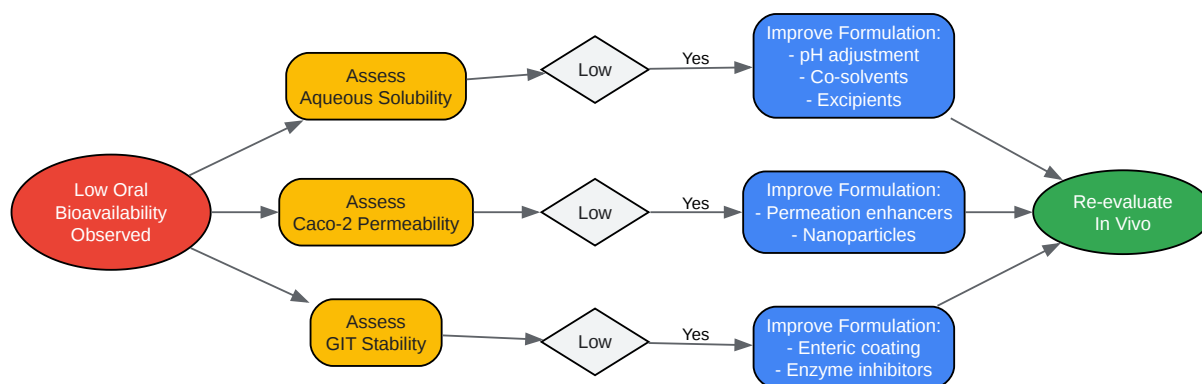 Low Oral
Bioavailability
Observed
Assess
Aqueous Solubility
Low
Yes
Improve Formulation:
- pH adjustment
- Co-solvents
- Excipients
Assess
Caco-2 Permeability
Low
Yes
Improve Formulation:
- Permeation enhancers
- Nanoparticles
Assess
GIT Stability
Low
Yes
Improve Formulation:
- Enteric coating
- Enzyme inhibitors
Re-evaluate
In Vivo